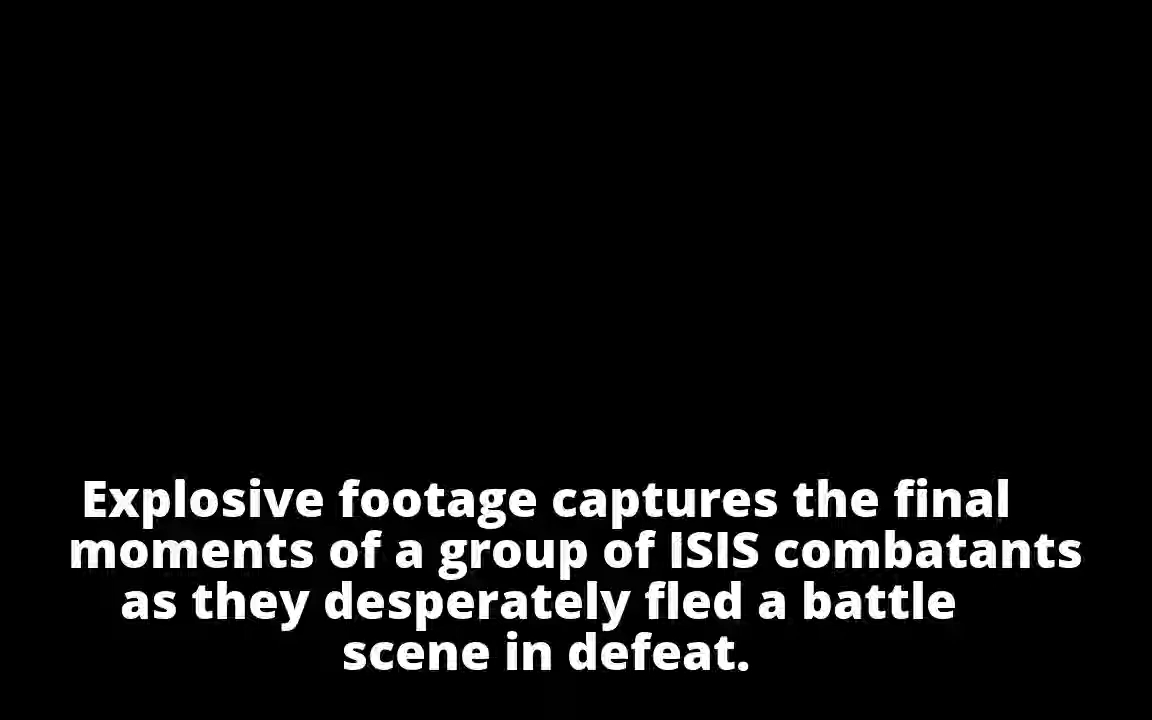 Explosive footage captures the final
moments of a group of ISIS combatants
as they desperately fled a battle
scene in defeat.